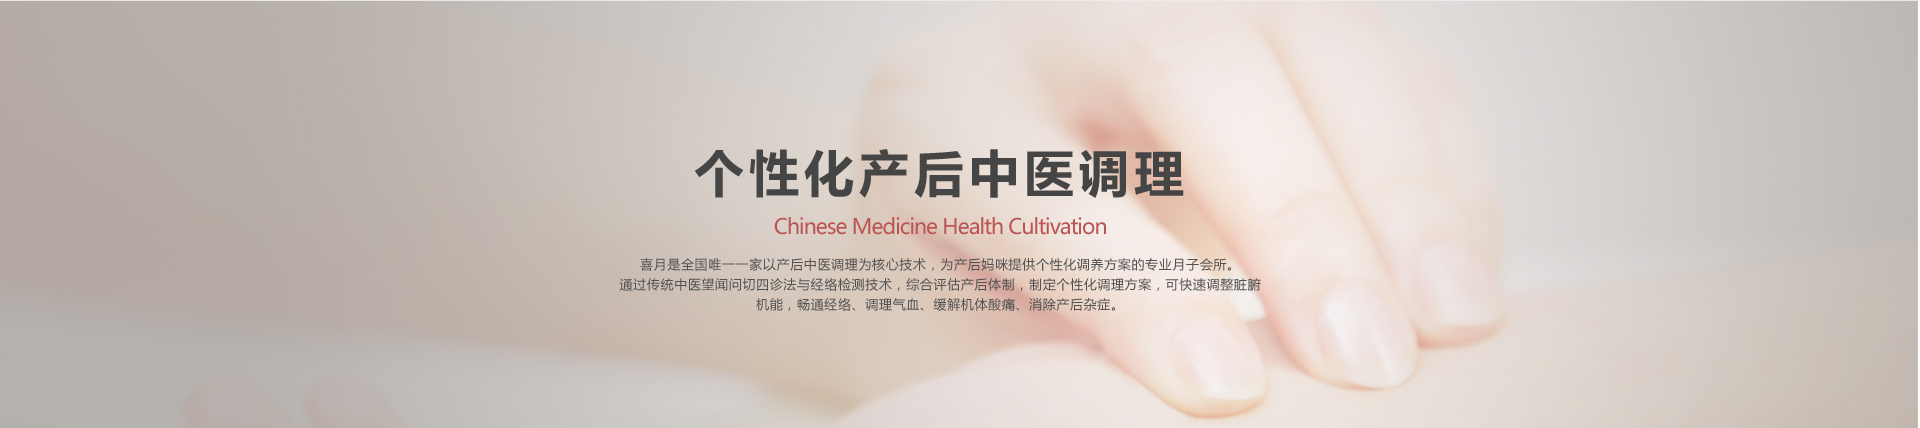 个性化产后中医调理
Chinese Medicine Health Cultivation
喜月是全国唯一一家以产后中医调理为核心技术，为产后妈咪提供个性化调养方案的专业月子会所。
通过传统中医望闻问切四诊法与经络检测技术，综合评估产后体制，制定个性化调理方案，可快速调整脏腑
机能，畅通经络、调理气血、缓解机体酸痛、消除产后杂症。